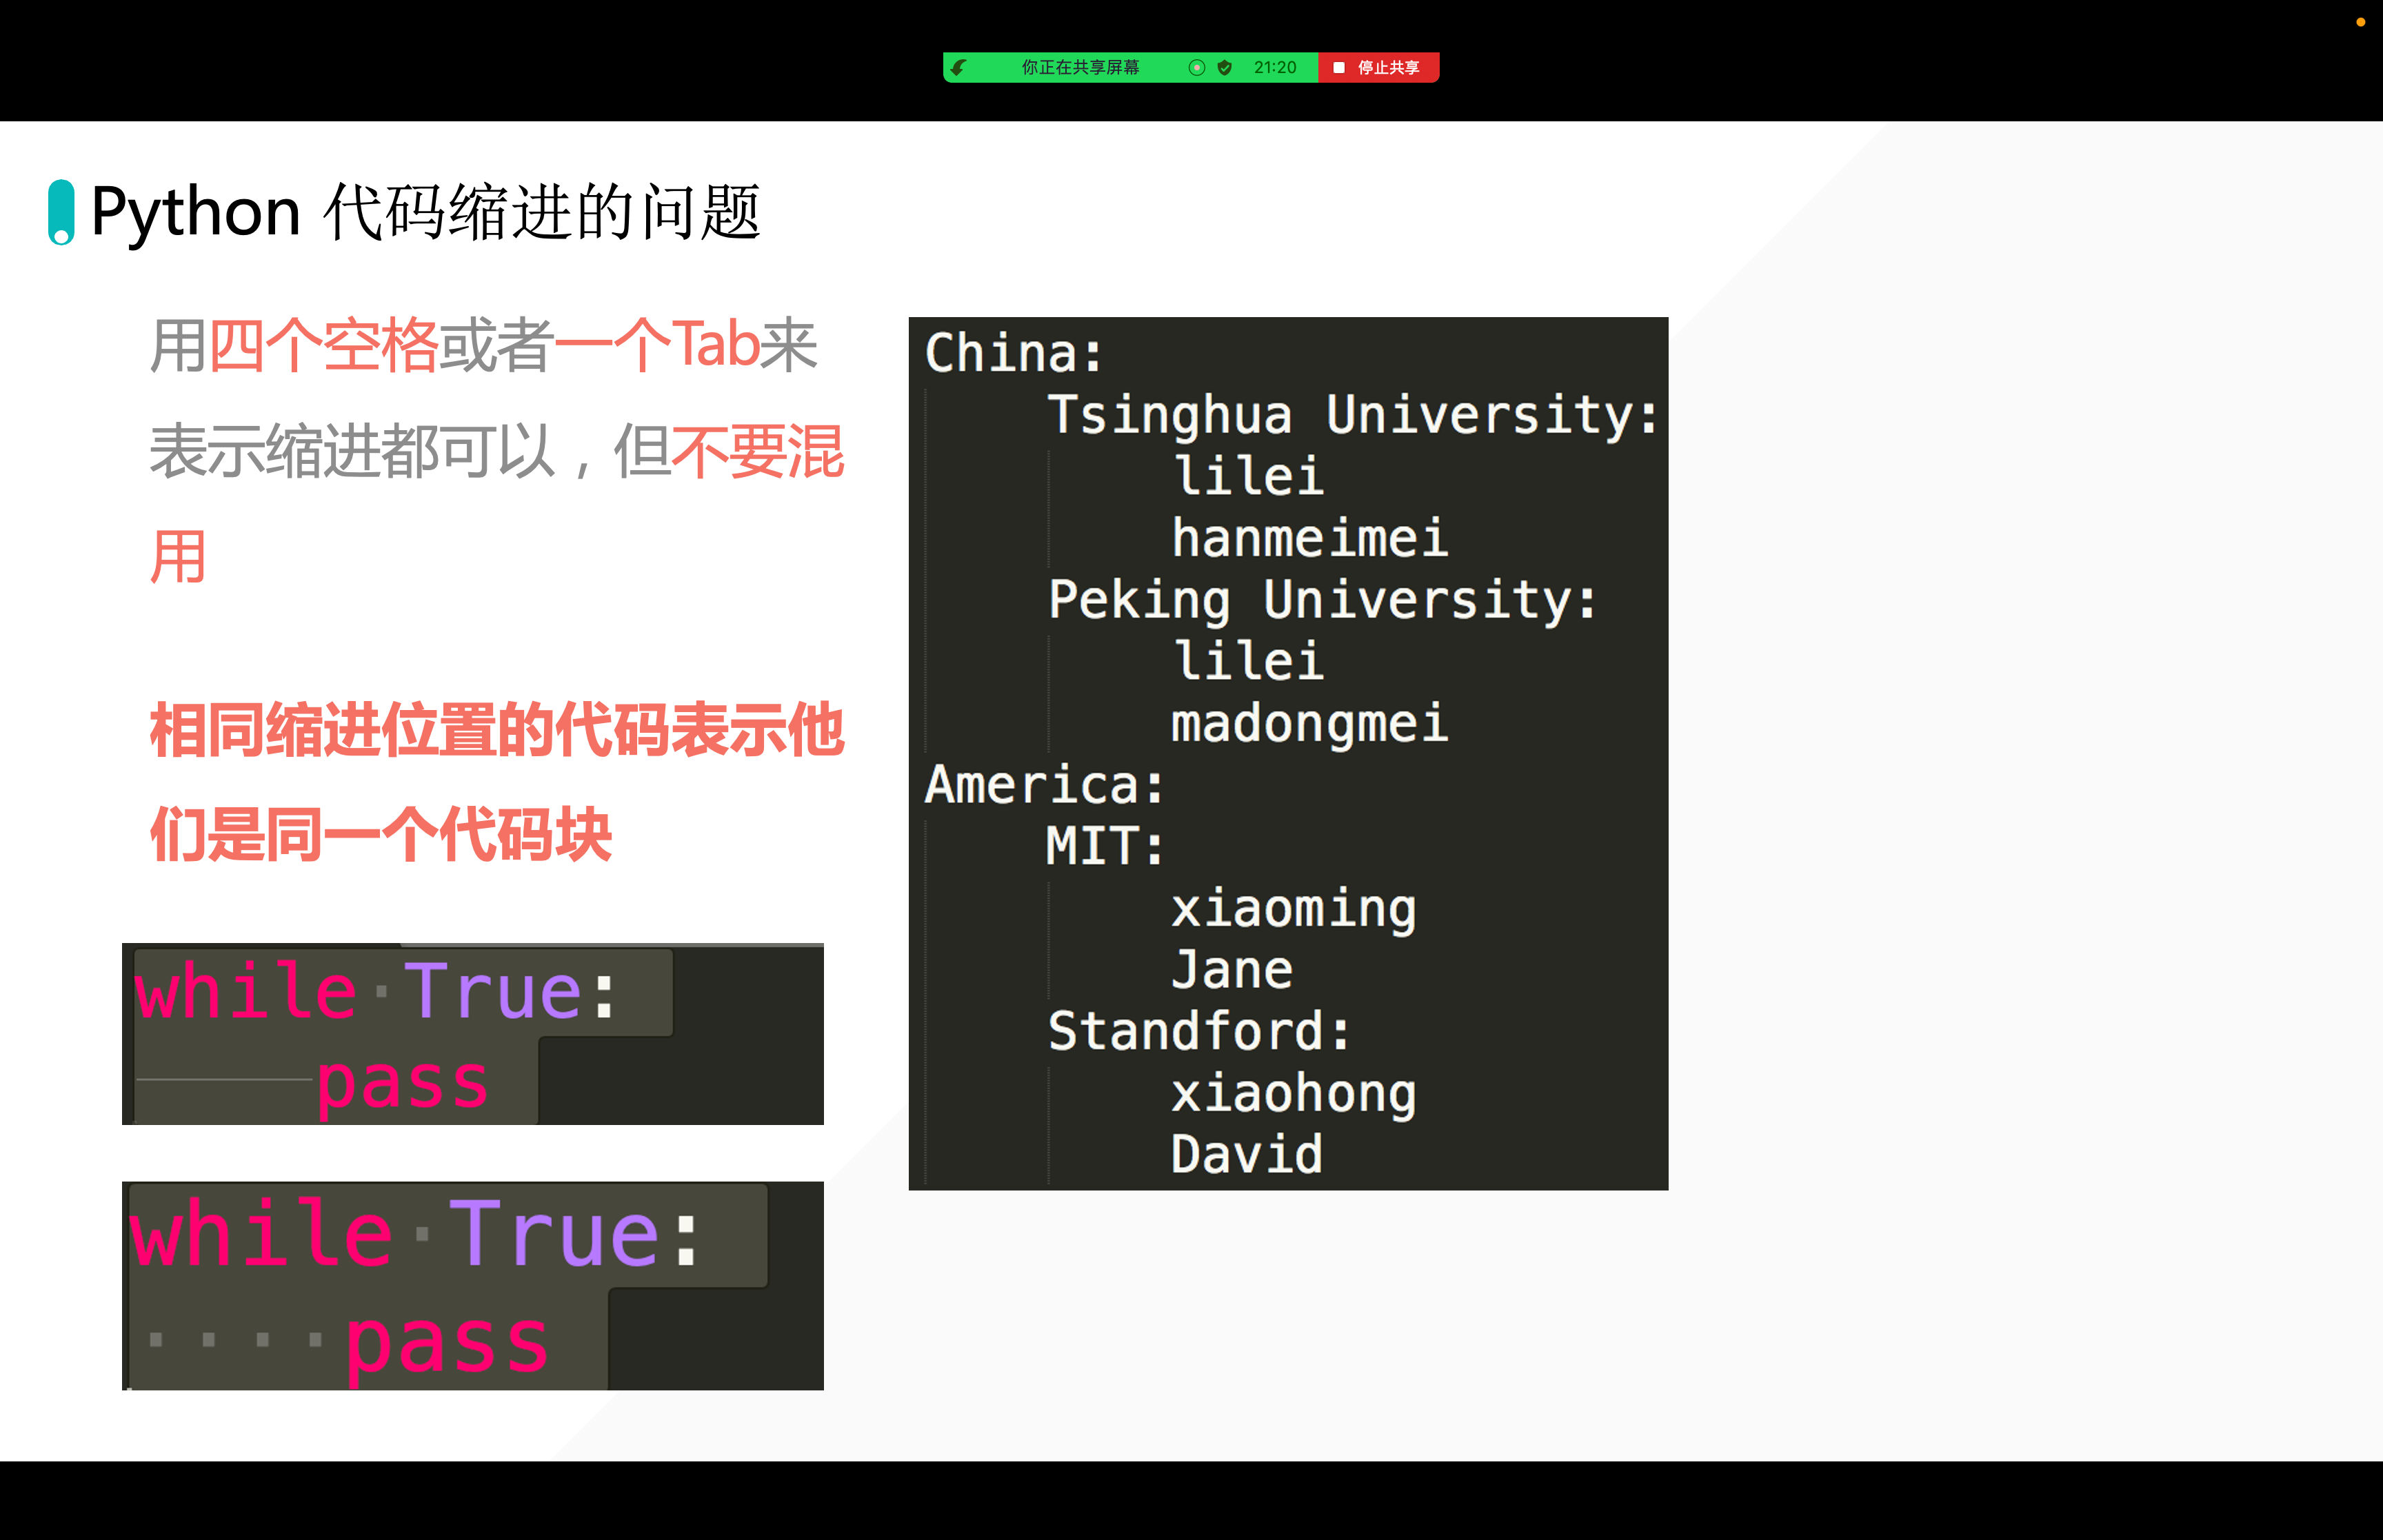 你正在共享屏幕 21:20 停止共享
Python 代码缩进的问题
用四个空格或者一个Tab来
表示缩进都可以，但不要混
用
相同缩进位置的代码表示他
们是同一个代码块
while True:
pass
while True:
pass
China:
Tsinghua University:
lilei
hanmeimei
Peking University:
lilei
madongmei
America:
MIT:
xiaoming
Jane
Standford:
xiaohong
David